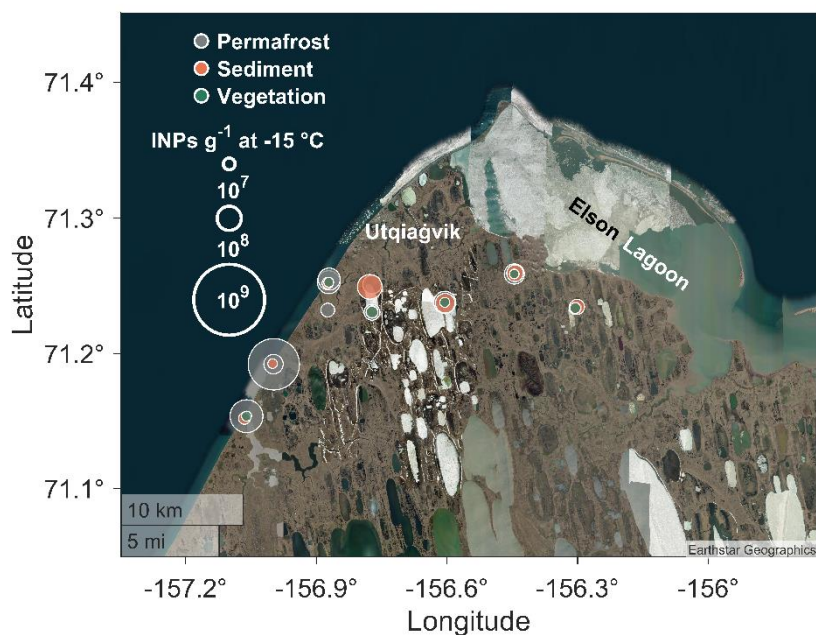 Permafrost
Sediment
Vegetation
INPs g⁻¹ at -15 °C
10⁷
10⁸
10⁹
Utqiaġvik
Elson Lagoon
71.4°
71.3°
71.2°
71.1°
Latitude
10 km
5 mi
Earthstar Geographics
-157.2°
-156.9°
-156.6°
-156.3°
-156°
Longitude